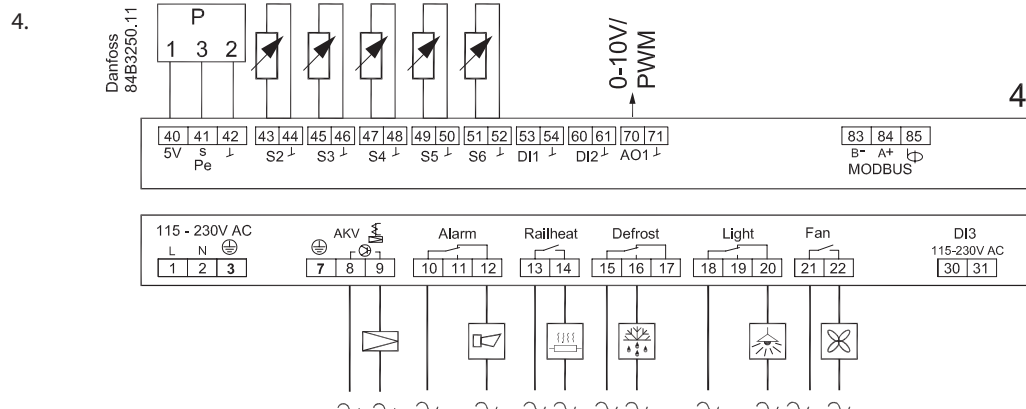 4.
Danfoss
84B3250.11
P
1 3 2
0-10V/
PWM
4
40 41 42 43 44 45 46 47 48 49 50 51 52 53 54 60 61 70 71 83 84 85
5V s ⊥ S2 ⊥ S3 ⊥ S4 ⊥ S5 ⊥ S6 ⊥ DI1 ⊥ DI2 ⊥ AO1 ⊥ B- A+
Pe MODBUS
115 - 230V AC AKV Alarm Railheat Defrost Light Fan DI3
L N 115-230V AC
1 2 3 7 8 9 10 11 12 13 14 15 16 17 18 19 20 21 22 30 31